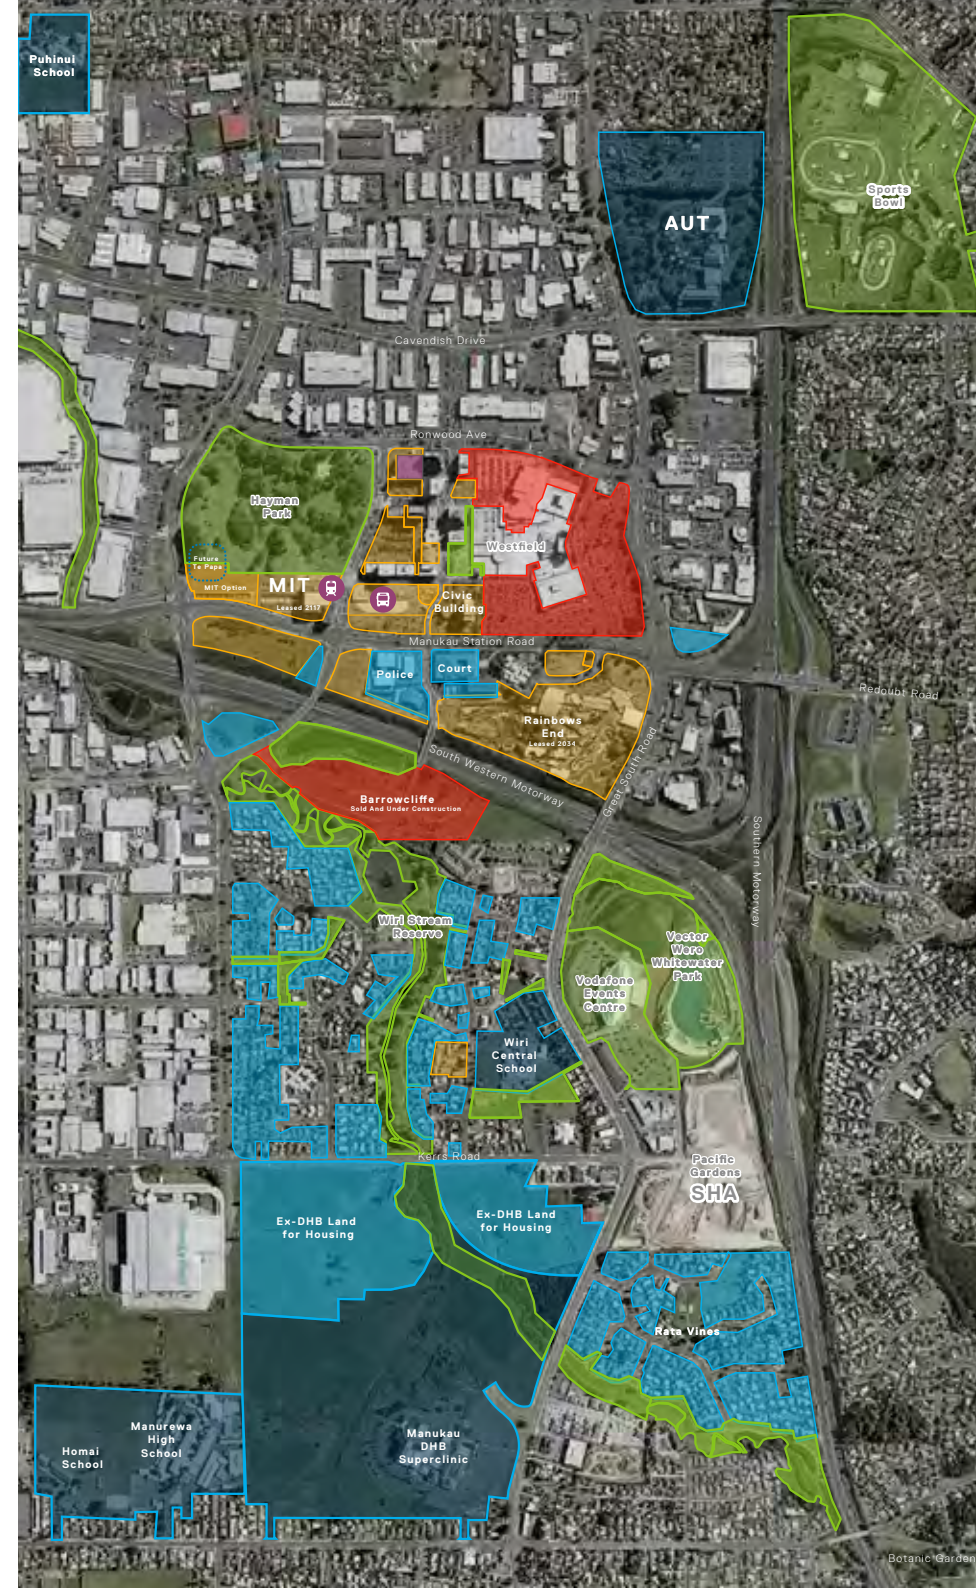 Puhinui
School
AUT
Sports
Bowl
Cavendish Drive
Ronwood Ave
Hayman
Park
Westfield
Future
Te Papa
MIT Option
MIT
Leased 2117
Civic
Building
Manukau Station Road
Police
Court
Redoubt Road
Rainbows
End
Leased 2034
South Western Motorway
Great South Road
Barrowcliffe
Sold And Under Construction
Southern Motorway
Wiri Stream
Reserve
Vector
Wero
Whitewater
Park
Vodafone
Events
Centre
Wiri
Central
School
Kerrs Road
Pacific
Gardens
SHA
Ex-DHB Land
for Housing
Ex-DHB Land
for Housing
Rata Vines
Manurewa
High
School
Homai
School
Manukau
DHB
Superclinic
Botanic Garden